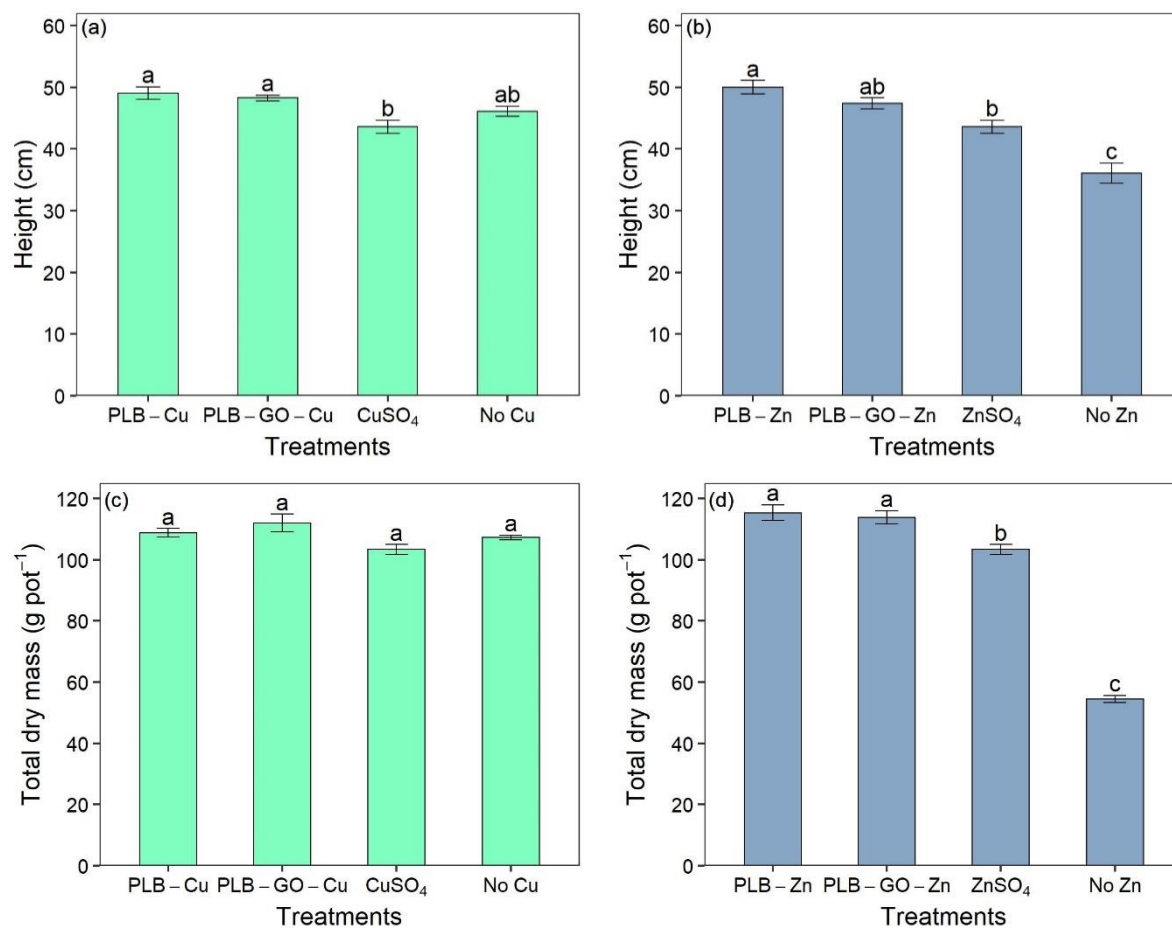 (a)
Height (cm)
60
50
40
30
20
10
0
a
a
b
ab
PLB – Cu
PLB – GO – Cu
CuSO₄
No Cu
Treatments
(b)
Height (cm)
60
50
40
30
20
10
0
a
ab
b
c
PLB – Zn
PLB – GO – Zn
ZnSO₄
No Zn
Treatments
(c)
Total dry mass (g pot⁻¹)
120
100
80
60
40
20
0
a
a
a
a
PLB – Cu
PLB – GO – Cu
CuSO₄
No Cu
Treatments
(d)
Total dry mass (g pot⁻¹)
120
100
80
60
40
20
0
a
a
b
c
PLB – Zn
PLB – GO – Zn
ZnSO₄
No Zn
Treatments